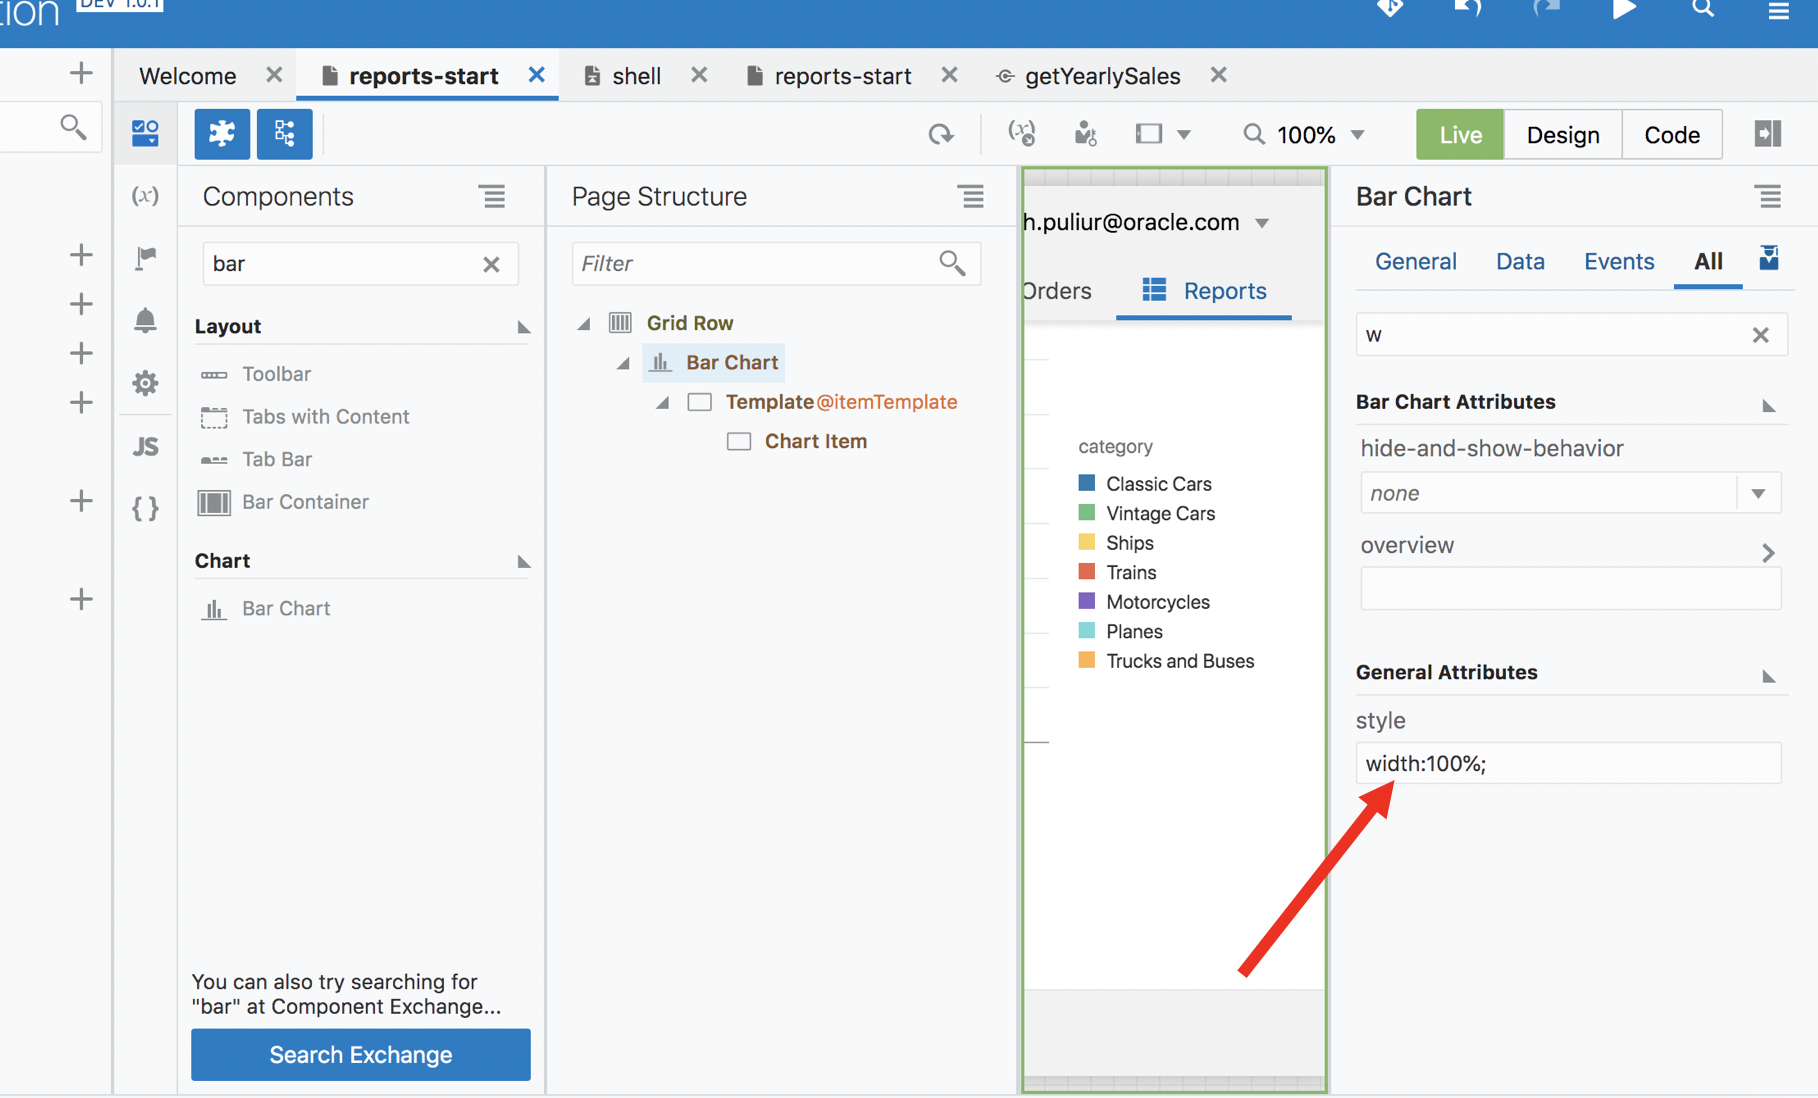 tion
DEV 1.0.1
Welcome
reports-start
shell
reports-start
getYearlySales
100%
Live
Design
Code
(x)
JS
{ }
Components
bar
Layout
Toolbar
Tabs with Content
Tab Bar
Bar Container
Chart
Bar Chart
You can also try searching for
"bar" at Component Exchange...
Search Exchange
Page Structure
Filter
Grid Row
Bar Chart
Template@itemTemplate
Chart Item
h.puliur@oracle.com
Orders
Reports
category
Classic Cars
Vintage Cars
Ships
Trains
Motorcycles
Planes
Trucks and Buses
Bar Chart
General
Data
Events
All
w
Bar Chart Attributes
hide-and-show-behavior
none
overview
General Attributes
style
width:100%;